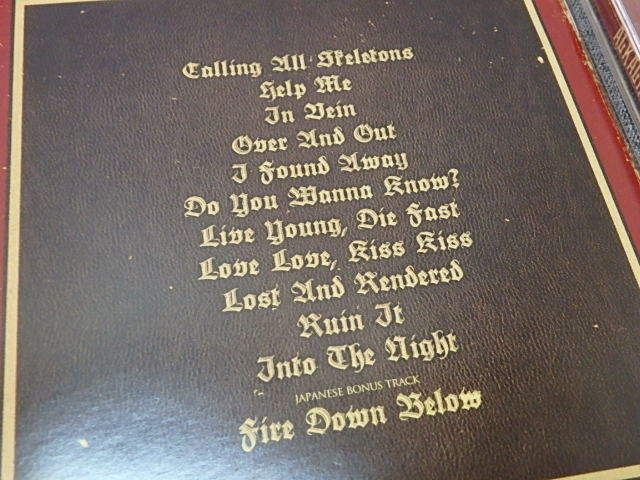 Calling All Skeletons
Help Me
In Vein
Over And Out
I Found Away
Do You Wanna Know?
Live Young, Die Fast
Love Love, Kiss Kiss
Lost And Rendered
Ruin It
Into The Night
JAPANESE BONUS TRACK
Fire Down Below